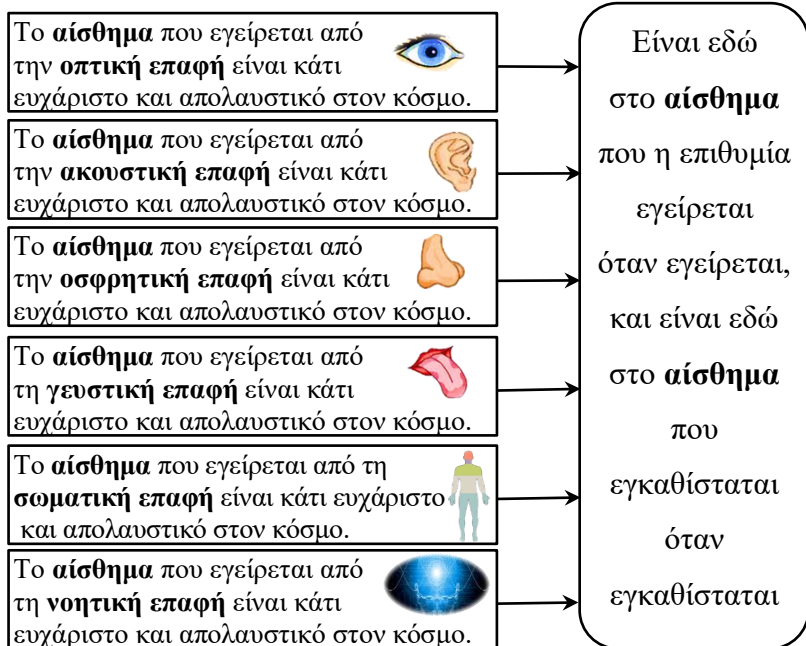 Το αίσθημα που εγείρεται από
την οπτική επαφή είναι κάτι
ευχάριστο και απολαυστικό στον κόσμο.
Το αίσθημα που εγείρεται από
την ακουστική επαφή είναι κάτι
ευχάριστο και απολαυστικό στον κόσμο.
Το αίσθημα που εγείρεται από
την οσφρητική επαφή είναι κάτι
ευχάριστο και απολαυστικό στον κόσμο.
Το αίσθημα που εγείρεται από
τη γευστική επαφή είναι κάτι
ευχάριστο και απολαυστικό στον κόσμο.
Το αίσθημα που εγείρεται από τη
σωματική επαφή είναι κάτι ευχάριστο
και απολαυστικό στον κόσμο.
Το αίσθημα που εγείρεται από
τη νοητική επαφή είναι κάτι
ευχάριστο και απολαυστικό στον κόσμο.
Είναι εδώ
στο αίσθημα
που η επιθυμία
εγείρεται
όταν εγείρεται,
και είναι εδώ
στο αίσθημα
που
εγκαθίσταται
όταν
εγκαθίσταται